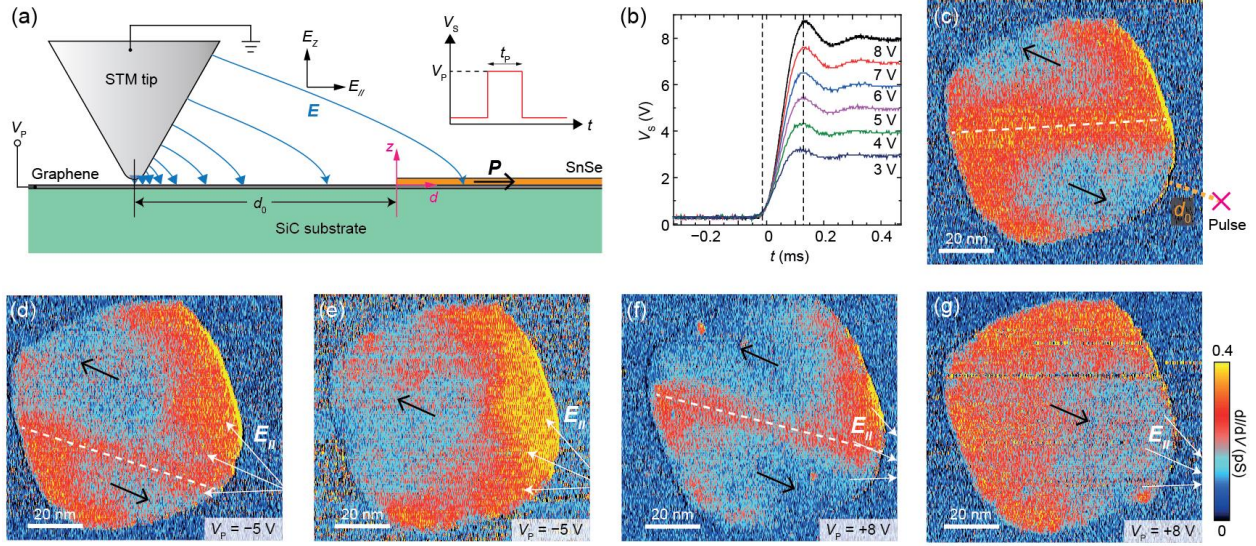 (a)
STM tip
E_Z
E_//
E
V_S
t_P
V_P
t
V_P
Graphene
z
P
SnSe
d
d_0
SiC substrate
(b)
V_S (V)
8
6
4
2
0
8 V
7 V
6 V
5 V
4 V
3 V
−0.2
0
0.2
0.4
t (ms)
(c)
d_0
Pulse
20 nm
(d)
E_//
20 nm
V_P = −5 V
(e)
E_//
20 nm
V_P = −5 V
(f)
E_//
20 nm
V_P = +8 V
(g)
E_//
20 nm
V_P = +8 V
0.4
dI/dV (pS)
0